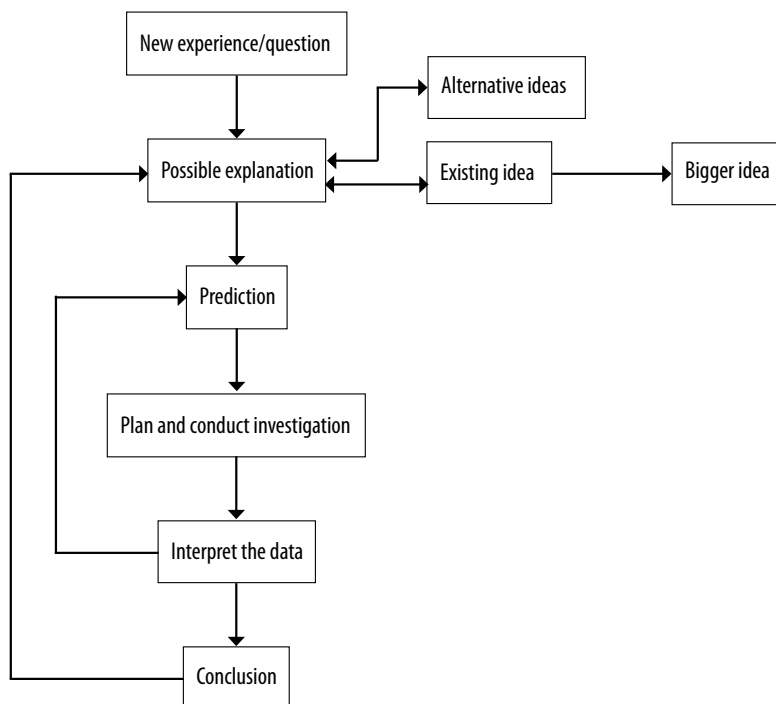 New experience/question
Alternative ideas
Possible explanation
Existing idea
Bigger idea
Prediction
Plan and conduct investigation
Interpret the data
Conclusion